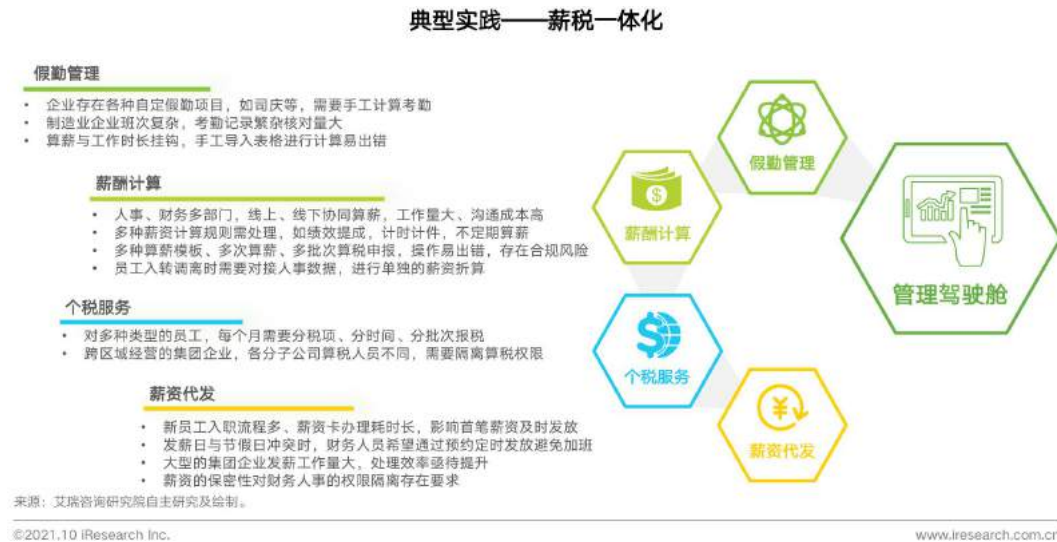 典型实践——薪税一体化
假勤管理
• 企业存在各种自定假勤项目，如司庆等，需要手工计算考勤
• 制造业企业班次复杂，考勤记录繁杂核对量大
• 算薪与工作时长挂钩，手工导入表格进行计算易出错
薪酬计算
• 人事、财务多部门，线上、线下协同算薪，工作量大、沟通成本高
• 多种薪资计算规则需处理，如绩效提成，计时计件，不定期算薪
• 多种算薪模板、多次算薪、多批次算税申报，操作易出错，存在合规风险
• 员工入转调离时需要对接人事数据，进行单独的薪资折算
个税服务
• 对多种类型的员工，每个月需要分税项、分时间、分批次报税
• 跨区域经营的集团企业，各分子公司算税人员不同，需要隔离算税权限
薪资代发
• 新员工入职流程多、薪资卡办理耗时长，影响首笔薪资及时发放
• 发薪日与节假日冲突时，财务人员希望通过预约定时发放避免加班
• 大型的集团企业发薪工作量大，处理效率亟待提升
• 薪资的保密性对财务人事的权限隔离存在要求
假勤管理
薪酬计算
$
管理驾驶舱
个税服务
薪资代发
来源：艾瑞咨询研究院自主研究及绘制。
©2021.10 iResearch Inc.
www.iresearch.com.cn